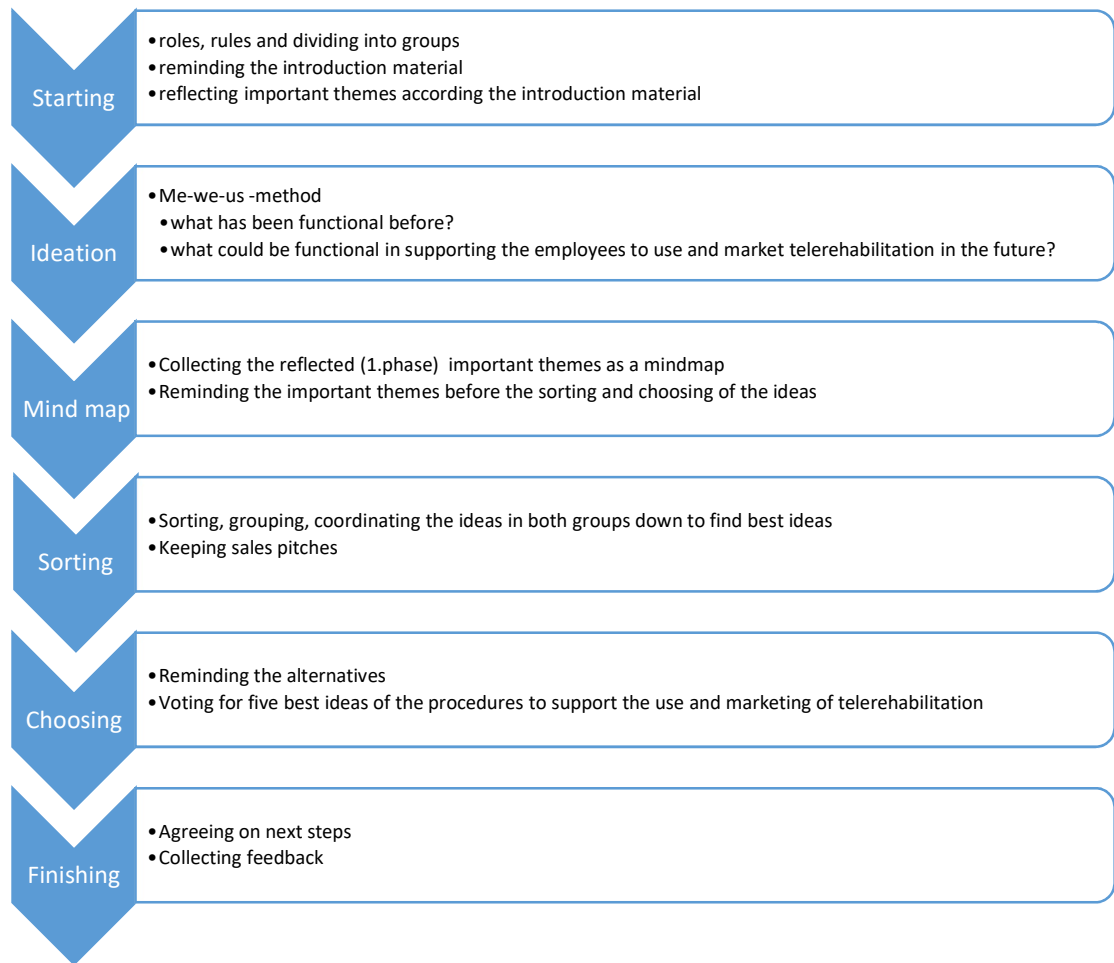 Starting
•roles, rules and dividing into groups
•reminding the introduction material
•reflecting important themes according the introduction material
Ideation
•Me-we-us -method
•what has been functional before?
•what could be functional in supporting the employees to use and market telerehabilitation in the future?
Mind map
•Collecting the reflected (1.phase)  important themes as a mindmap
•Reminding the important themes before the sorting and choosing of the ideas
Sorting
•Sorting, grouping, coordinating the ideas in both groups down to find best ideas
•Keeping sales pitches
Choosing
•Reminding the alternatives
•Voting for five best ideas of the procedures to support the use and marketing of telerehabilitation
Finishing
•Agreeing on next steps
•Collecting feedback